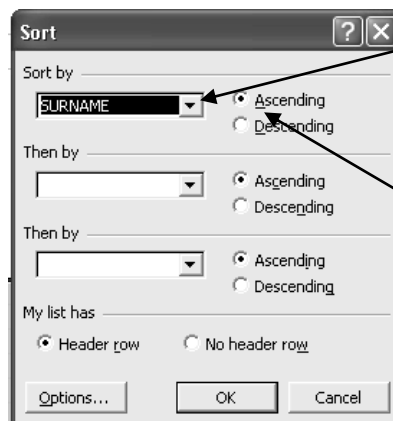 Sort
Sort by
SURNAME
Ascending
Descending
Then by
Ascending
Descending
Then by
Ascending
Descending
My list has
Header row
No header row
Options...
OK
Cancel